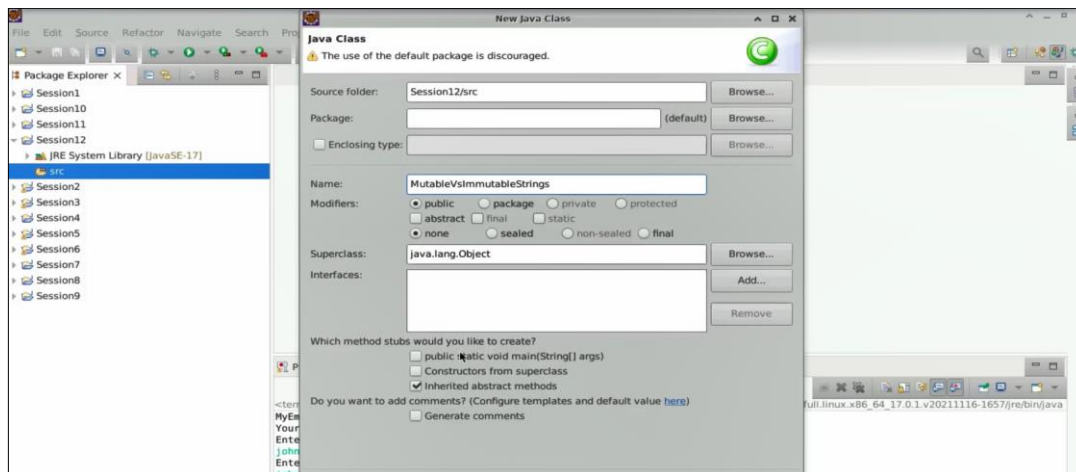 New Java Class
File Edit Source Refactor Navigate Search
Java Class
The use of the default package is discouraged.
Package Explorer
Source folder: Session12/src Browse...
Package: (default) Browse...
Enclosing type: Browse...
Name: MutableVsImmutableStrings
Modifiers: public package private protected
abstract final static
none sealed non-sealed final
Superclass: java.lang.Object Browse...
Interfaces: Add...
Remove
Which method stubs would you like to create?
public static void main(String[] args)
Constructors from superclass
Inherited abstract methods
Do you want to add comments? (Configure templates and default value here)
Generate comments
Session1
Session10
Session11
Session12
JRE System Library [JavaSE-17]
src
Session2
Session3
Session4
Session5
Session6
Session7
Session8
Session9
full.linux.x86_64_17.0.1.v20211116-1657/jre/bin/java
MyEm
Your
Ente
john
Ente